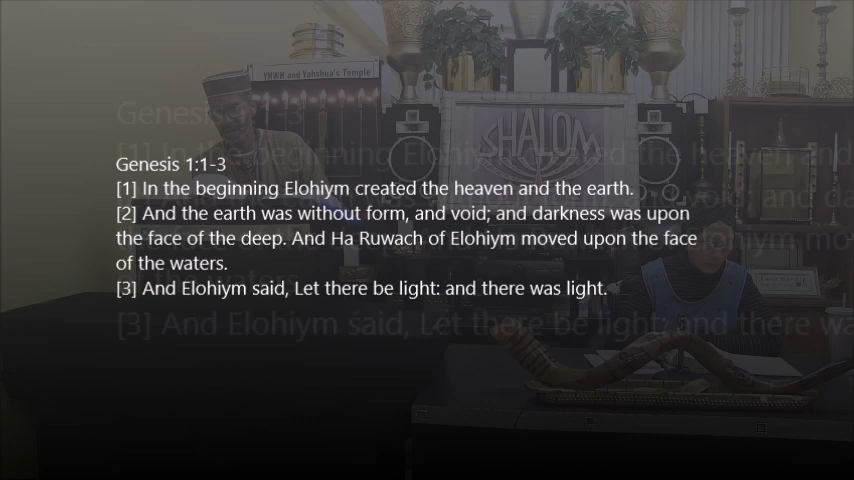 YHWH and Yahshua's Temple
SHALOM
Genesis 1:1-3
[1] In the beginning Elohiym created the heaven and the earth.
[2] And the earth was without form, and void; and darkness was upon
the face of the deep. And Ha Ruwach of Elohiym moved upon the face
of the waters.
[3] And Elohiym said, Let there be light: and there was light.